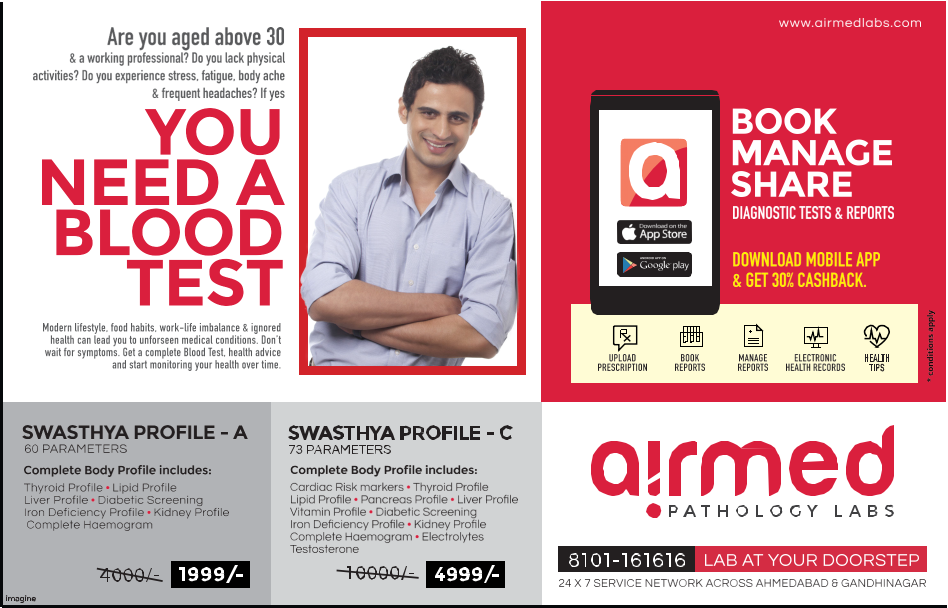 Are you aged above 30
& a working professional? Do you lack physical
activities? Do you experience stress, fatigue, body ache
& frequent headaches? If yes
YOU
NEED A
BLOOD
TEST
Modern lifestyle, food habits, work-life imbalance & ignored
health can lead you to unforseen medical conditions. Don't
wait for symptoms. Get a complete Blood Test, health advice
and start monitoring your health over time.
www.airmedlabs.com
a
Download on the
App Store
ANDROID APP ON
Google play
BOOK
MANAGE
SHARE
DIAGNOSTIC TESTS & REPORTS
DOWNLOAD MOBILE APP
& GET 30% CASHBACK.
UPLOAD
PRESCRIPTION
BOOK
REPORTS
MANAGE
REPORTS
ELECTRONIC
HEALTH RECORDS
HEALTH
TIPS
* conditions apply
SWASTHYA PROFILE - A
60 PARAMETERS
Complete Body Profile includes:
Thyroid Profile • Lipid Profile
Liver Profile • Diabetic Screening
Iron Deficiency Profile • Kidney Profile
Complete Haemogram
4000/- 1999/-
SWASTHYA PROFILE - C
73 PARAMETERS
Complete Body Profile includes:
Cardiac Risk markers • Thyroid Profile
Lipid Profile • Pancreas Profile • Liver Profile
Vitamin Profile • Diabetic Screening
Iron Deficiency Profile • Kidney Profile
Complete Haemogram • Electrolytes
Testosterone
10000/- 4999/-
airmed
PATHOLOGY LABS
8101-161616 LAB AT YOUR DOORSTEP
24 X 7 SERVICE NETWORK ACROSS AHMEDABAD & GANDHINAGAR
imagine